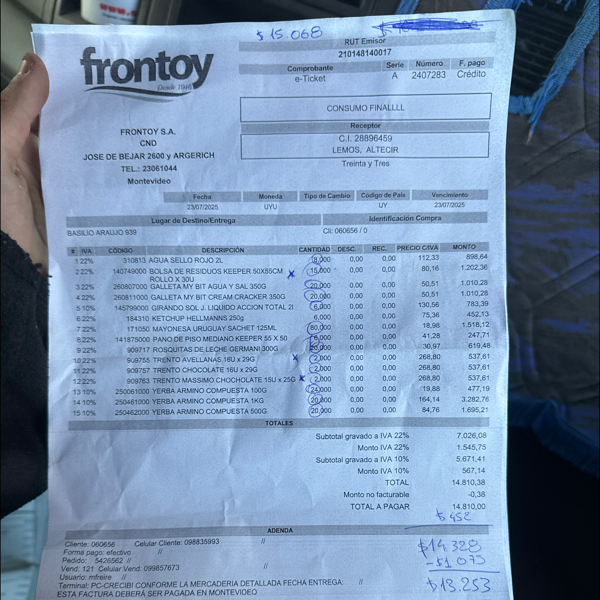 $ 15.068
RUT Emisor
210148140017
frontoy
Desde 1946
Comprobante Serie Número F. pago
e-Ticket A 2407283 Crédito
CONSUMO FINALLLL
Receptor
C.I. 28896459
LEMOS, ALTECIR
Treinta y Tres
FRONTOY S.A.
CND
JOSE DE BEJAR 2600 y ARGERICH
TEL.: 23061044
Montevideo
Fecha Moneda Tipo de Cambio Código de País Vencimiento
23/07/2025 UYU UY 23/07/2025
Lugar de Destino/Entrega Identificación Compra
BASILIO ARAUJO 939 Cli: 060656 / 0
# IVA CÓDIGO DESCRIPCIÓN CANTIDAD DESC. REC. PRECIO C/IVA MONTO
1 22% 310813 AGUA SELLO ROJO 2L 18,000 0,00 0,00 112,33 898,64
2 22% 140749000 BOLSA DE RESIDUOS KEEPER 50X55CM ROLLO X 30U x 15,000 0,00 0,00 80,16 1.202,36
3 22% 260807000 GALLETA MY BIT AGUA Y SAL 350G 20,000 0,00 0,00 50,51 1.010,28
4 22% 260811000 GALLETA MY BIT CREAM CRACKER 350G 20,000 0,00 0,00 50,51 1.010,28
5 10% 145799000 GIRANDO SOL J. LIQUIDO ACCION TOTAL 2l 6,000 0,00 0,00 130,56 783,39
6 22% 184310 KETCHUP HELLMANNS 250g 6,000 0,00 0,00 75,36 452,13
7 22% 171050 MAYONESA URUGUAY SACHET 125ML 80,000 0,00 0,00 18,98 1.518,12
8 22% 141875000 PANO DE PISO MEDIANO KEEPER 55 X 50 6,000 0,00 0,00 41,28 247,71
9 22% 909717 ROSQUITAS DE LECHE GERMANI 300G 20,000 0,00 0,00 30,97 619,48
10 22% 909755 TRENTO AVELLANAS 16U x 29G x 2,000 0,00 0,00 268,80 537,61
11 22% 909757 TRENTO CHOCOLATE 16U x 29G 2,000 0,00 0,00 268,80 537,61
12 22% 909763 TRENTO MASSIMO CHOCHOLATE 15U x 25G x 2,000 0,00 0,00 268,80 537,61
13 10% 250061000 YERBA ARMINO COMPUESTA 100G 24,000 0,00 0,00 19,88 477,19
14 10% 250461000 YERBA ARMINO COMPUESTA 1KG 20,000 0,00 0,00 164,14 3.282,76
15 10% 250462000 YERBA ARMINO COMPUESTA 500G 20,000 0,00 0,00 84,76 1.695,21
TOTALES
Subtotal gravado a IVA 22% 7.026,08
Monto IVA 22% 1.545,75
Subtotal gravado a IVA 10% 5.671,41
Monto IVA 10% 567,14
TOTAL 14.810,38
Monto no facturable -0,38
TOTAL A PAGAR 14.810,00
$ 452
ADENDA
Cliente: 060656 Celular Cliente: 098835993 //
Forma pago: efectivo //
Pedido: 5426562 //
Vend: 121 Celular Vend: 099857673
Usuario: mfreire //
Terminal: PC-CRECIBI CONFORME LA MERCADERIA DETALLADA FECHA ENTREGA: //
ESTA FACTURA DEBERÁ SER PAGADA EN MONTEVIDEO
$ 14328
$ 13.253